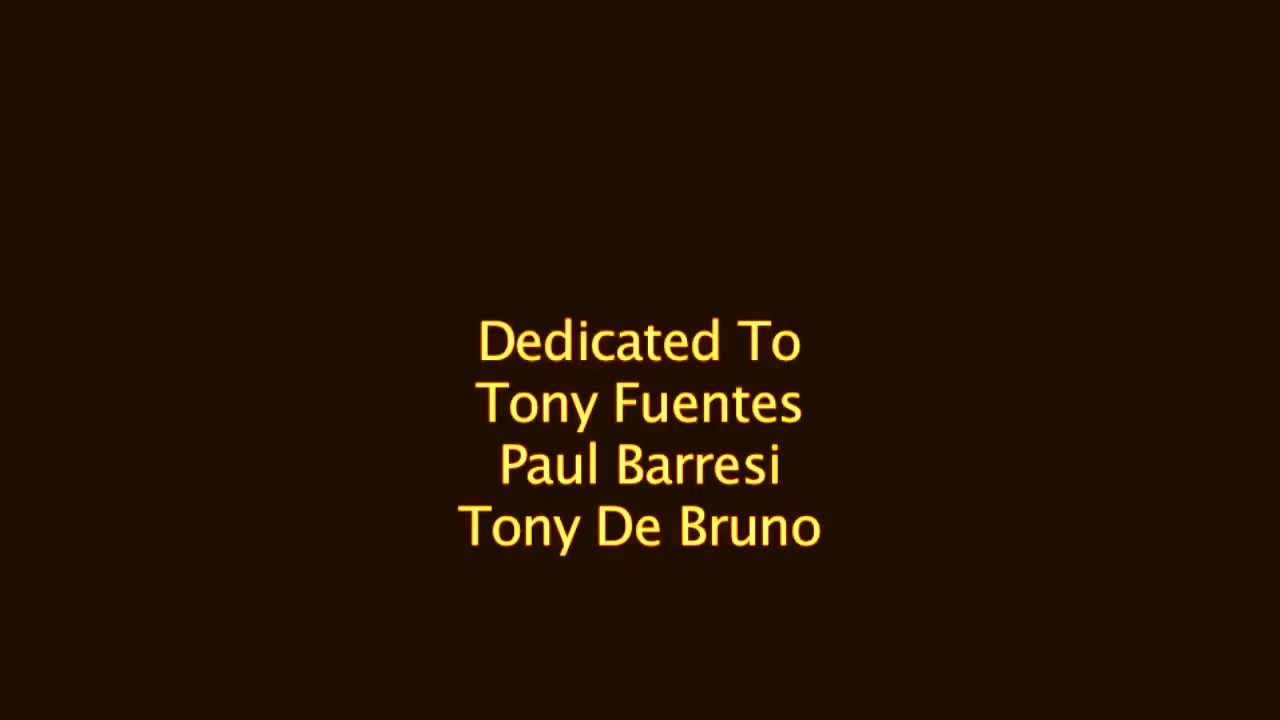 Dedicated To
Tony Fuentes
Paul Barresi
Tony De Bruno